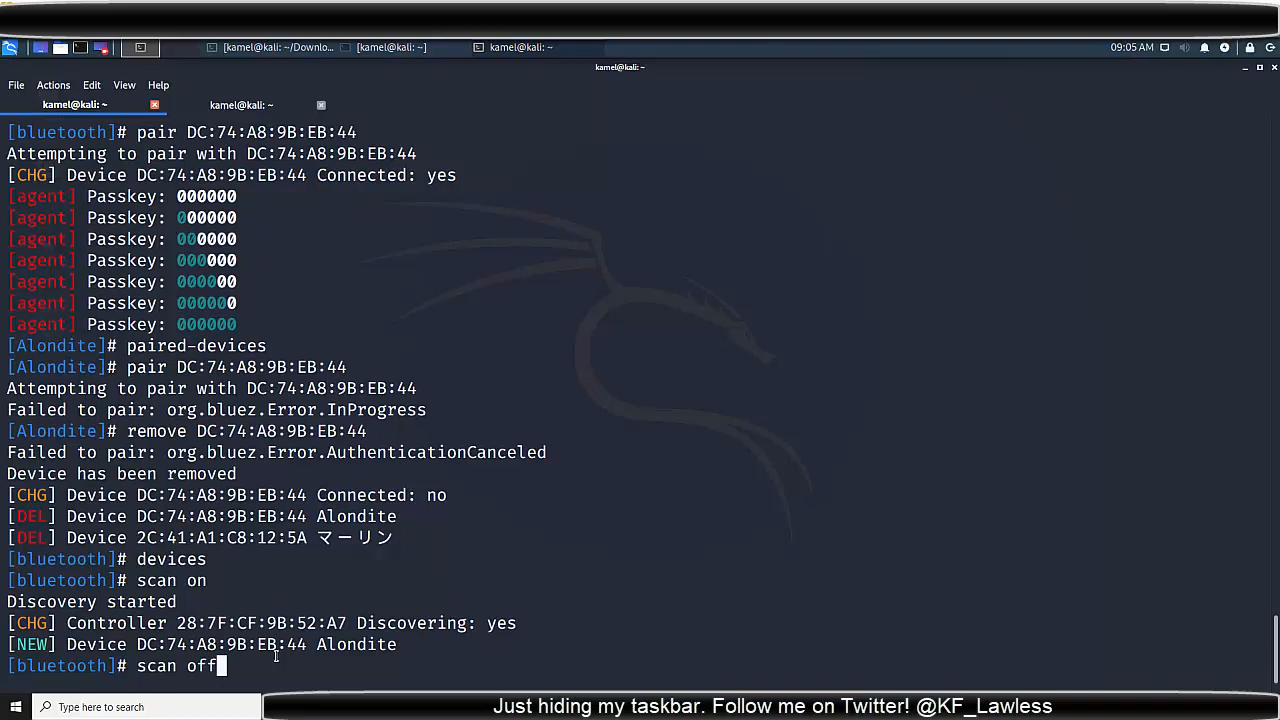 [kamel@kali: ~/Downlo...
[kamel@kali: ~]
kamel@kali: ~
09:05 AM
kamel@kali: ~
File Actions Edit View Help
kamel@kali: ~
kamel@kali: ~
[bluetooth]# pair DC:74:A8:9B:EB:44
Attempting to pair with DC:74:A8:9B:EB:44
[CHG] Device DC:74:A8:9B:EB:44 Connected: yes
[agent] Passkey: 000000
[agent] Passkey: 000000
[agent] Passkey: 000000
[agent] Passkey: 000000
[agent] Passkey: 000000
[agent] Passkey: 000000
[agent] Passkey: 000000
[Alondite]# paired-devices
[Alondite]# pair DC:74:A8:9B:EB:44
Attempting to pair with DC:74:A8:9B:EB:44
Failed to pair: org.bluez.Error.InProgress
[Alondite]# remove DC:74:A8:9B:EB:44
Failed to pair: org.bluez.Error.AuthenticationCanceled
Device has been removed
[CHG] Device DC:74:A8:9B:EB:44 Connected: no
[DEL] Device DC:74:A8:9B:EB:44 Alondite
[DEL] Device 2C:41:A1:C8:12:5A マーリン
[bluetooth]# devices
[bluetooth]# scan on
Discovery started
[CHG] Controller 28:7F:CF:9B:52:A7 Discovering: yes
[NEW] Device DC:74:A8:9B:EB:44 Alondite
[bluetooth]# scan off
Type here to search
Just hiding my taskbar. Follow me on Twitter! @KF_Lawless